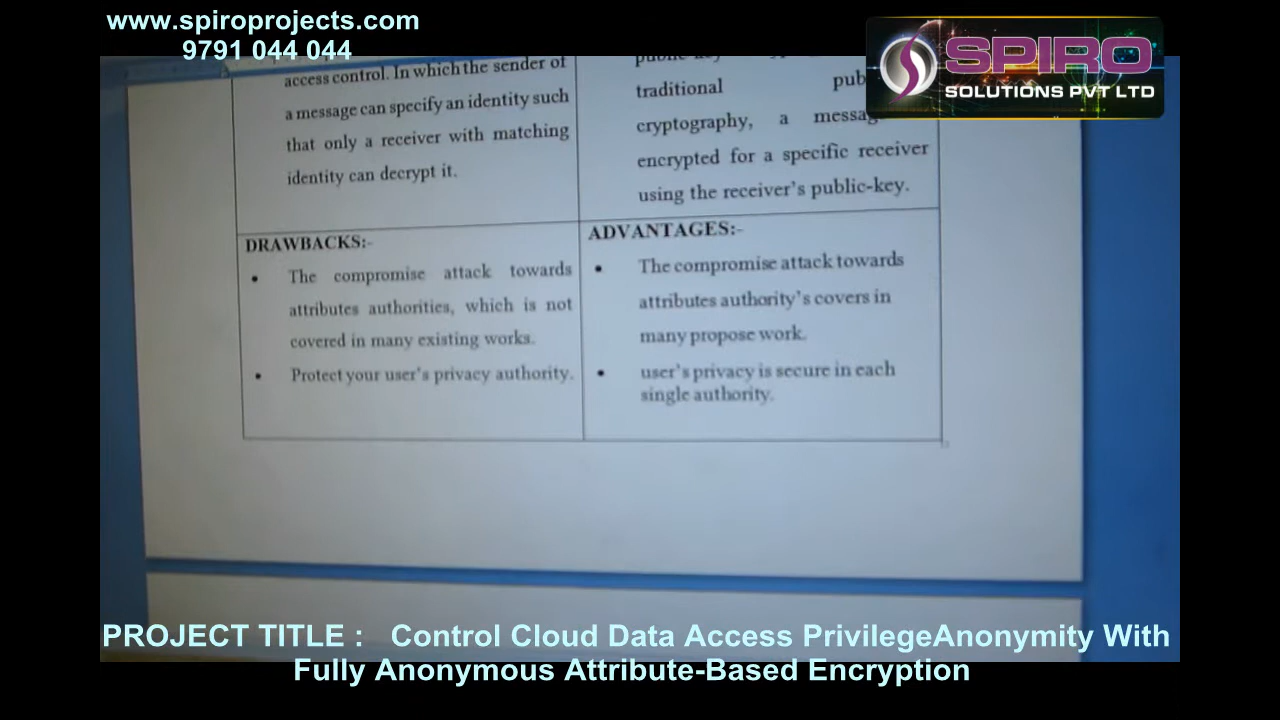 www.spiroprojects.com
9791 044 044
SPIRO
SOLUTIONS PVT LTD
access control. In which the sender of
a message can specify an identity such
that only a receiver with matching
identity can decrypt it.
traditional
cryptography, a
encrypted for a specific receiver
using the receiver's public-key.
DRAWBACKS:-
• The compromise attack towards
attributes authorities, which is not
covered in many existing works.
• Protect your user's privacy authority.
ADVANTAGES:-
• The compromise attack towards
attributes authority's covers in
many propose work.
• user's privacy is secure in each
single authority.
PROJECT TITLE : Control Cloud Data Access PrivilegeAnonymity With
Fully Anonymous Attribute-Based Encryption